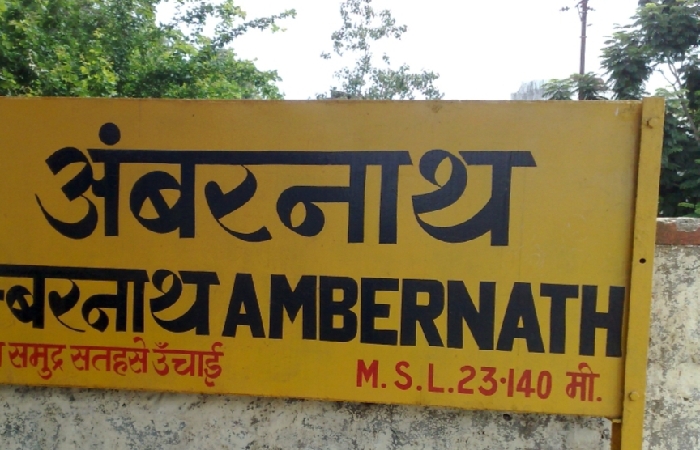 अंबरनाथ
म्बरनाथ AMBERNATH
समुद्र सतहसे उँचाई M.S.L.23·140 मी.